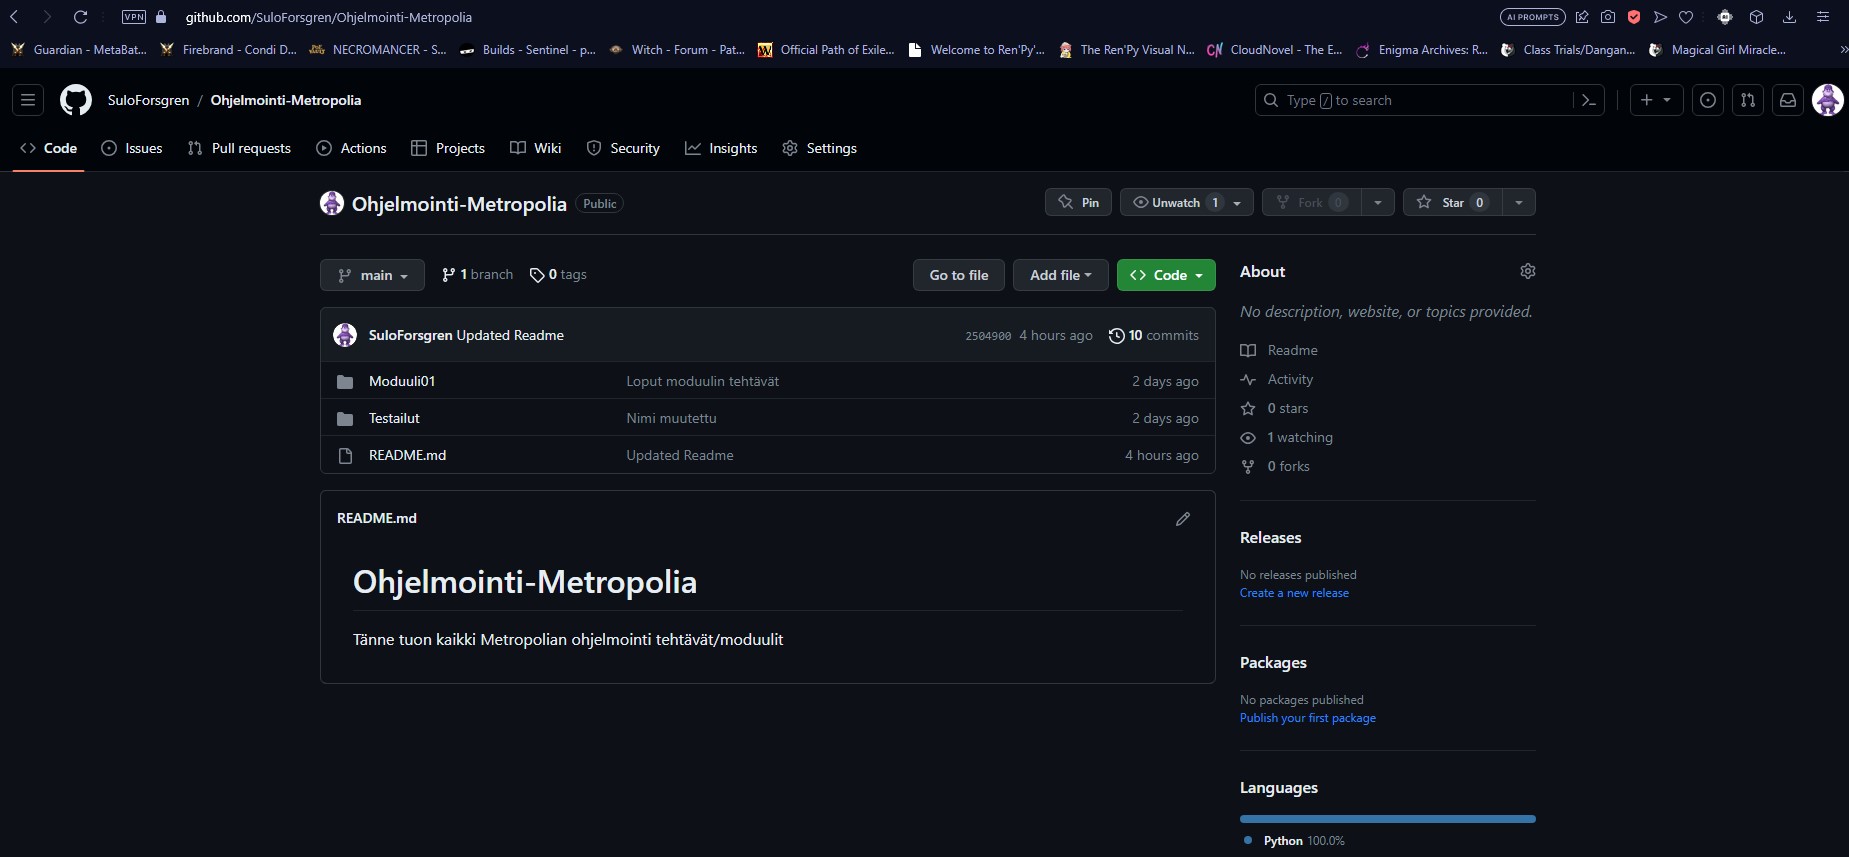 VPN github.com/SuloForsgren/Ohjelmointi-Metropolia AI PROMPTS
Guardian - MetaBat... Firebrand - Condi D... NECROMANCER - S... Builds - Sentinel - p... Witch - Forum - Pat... Official Path of Exile... Welcome to Ren'Py'... The Ren'Py Visual N... CloudNovel - The E... Enigma Archives: R... Class Trials/Dangan... Magical Girl Miracle... »
SuloForsgren / Ohjelmointi-Metropolia Type / to search
Code Issues Pull requests Actions Projects Wiki Security Insights Settings
Ohjelmointi-Metropolia Public Pin Unwatch 1 Fork 0 Star 0
main 1 branch 0 tags Go to file Add file Code
SuloForsgren Updated Readme 2504900 4 hours ago 10 commits
Moduuli01 Loput moduulin tehtävät 2 days ago
Testailut Nimi muutettu 2 days ago
README.md Updated Readme 4 hours ago
README.md
Ohjelmointi-Metropolia
Tänne tuon kaikki Metropolian ohjelmointi tehtävät/moduulit
About
No description, website, or topics provided.
Readme
Activity
0 stars
1 watching
0 forks
Releases
No releases published
Create a new release
Packages
No packages published
Publish your first package
Languages
Python 100.0%